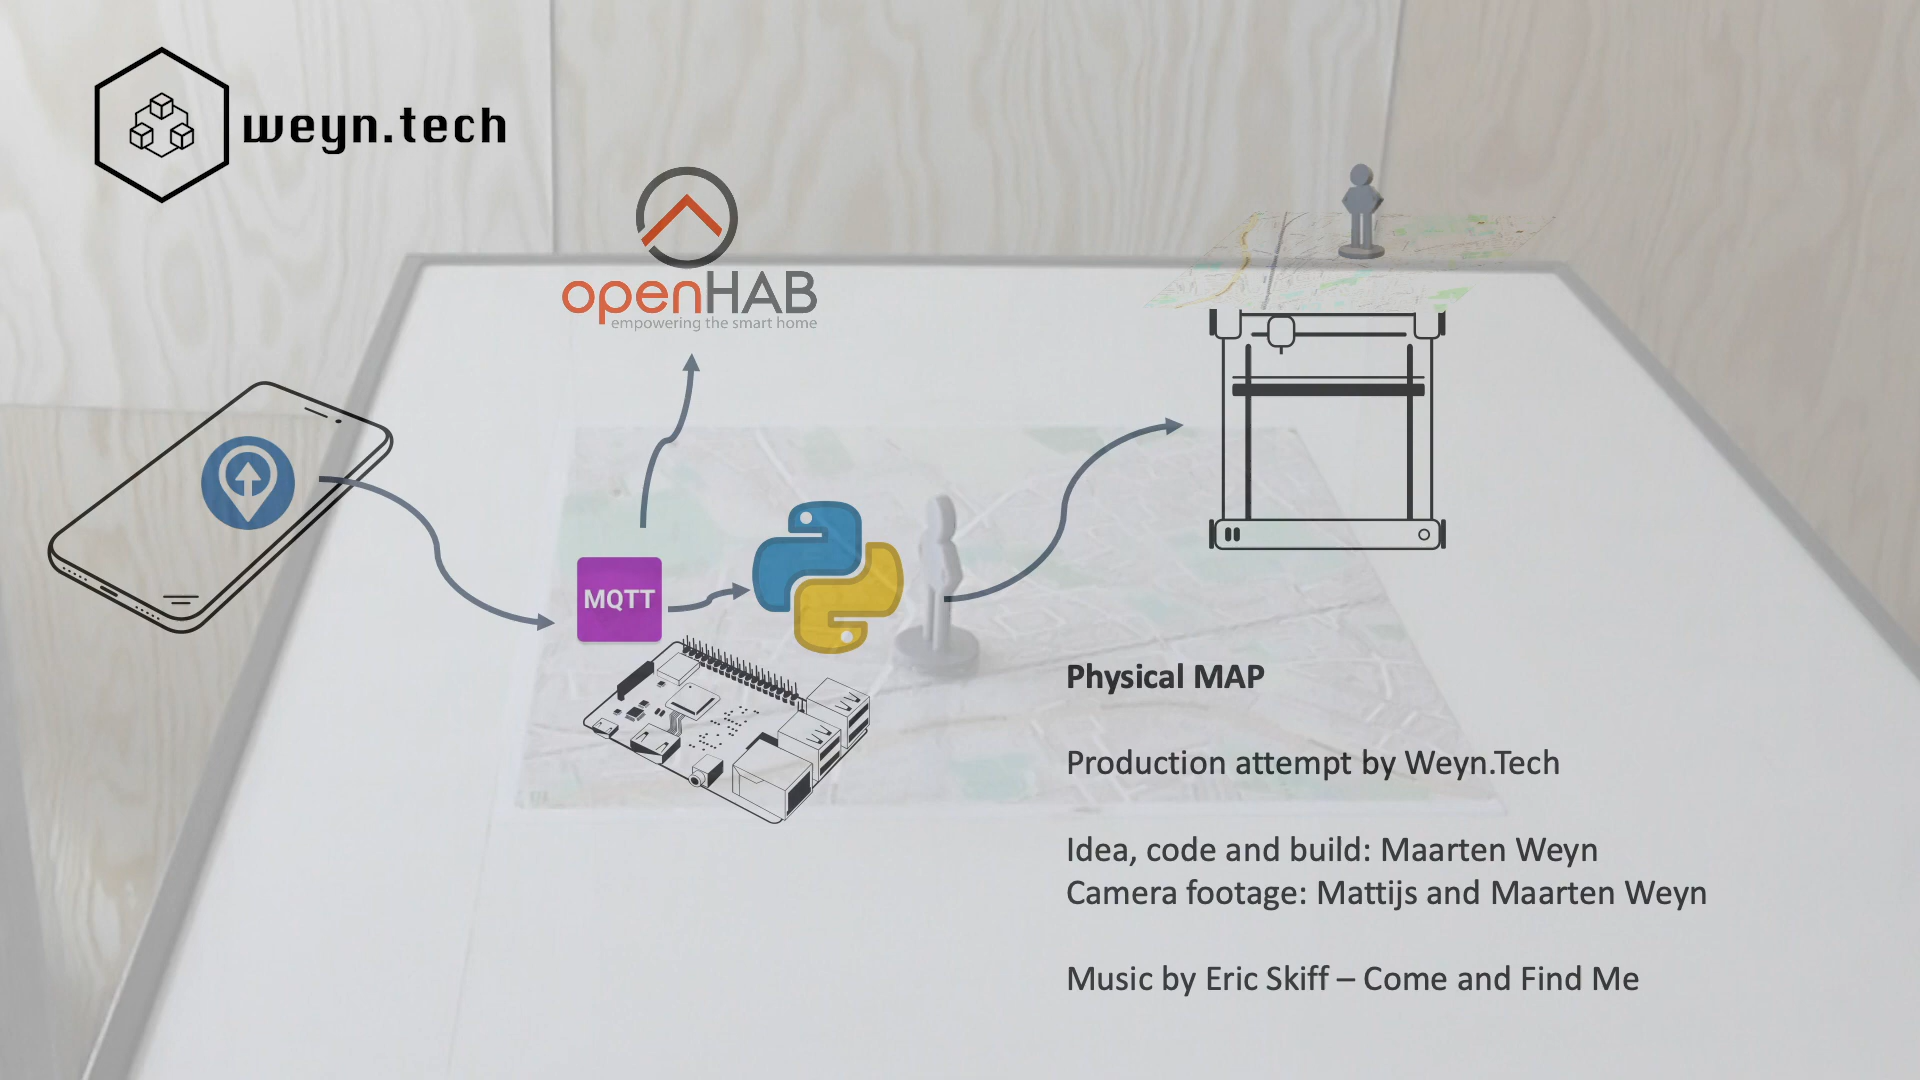 weyn.tech
openHAB
empowering the smart home
MQTT
Physical MAP
Production attempt by Weyn.Tech
Idea, code and build: Maarten Weyn
Camera footage: Mattijs and Maarten Weyn
Music by Eric Skiff – Come and Find Me